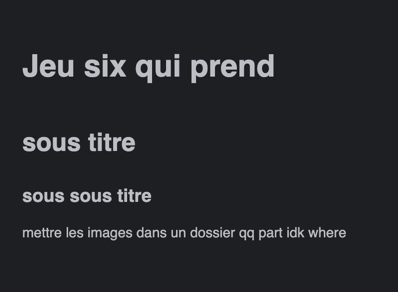 Jeu six qui prend
sous titre
sous sous titre
mettre les images dans un dossier qq part idk where